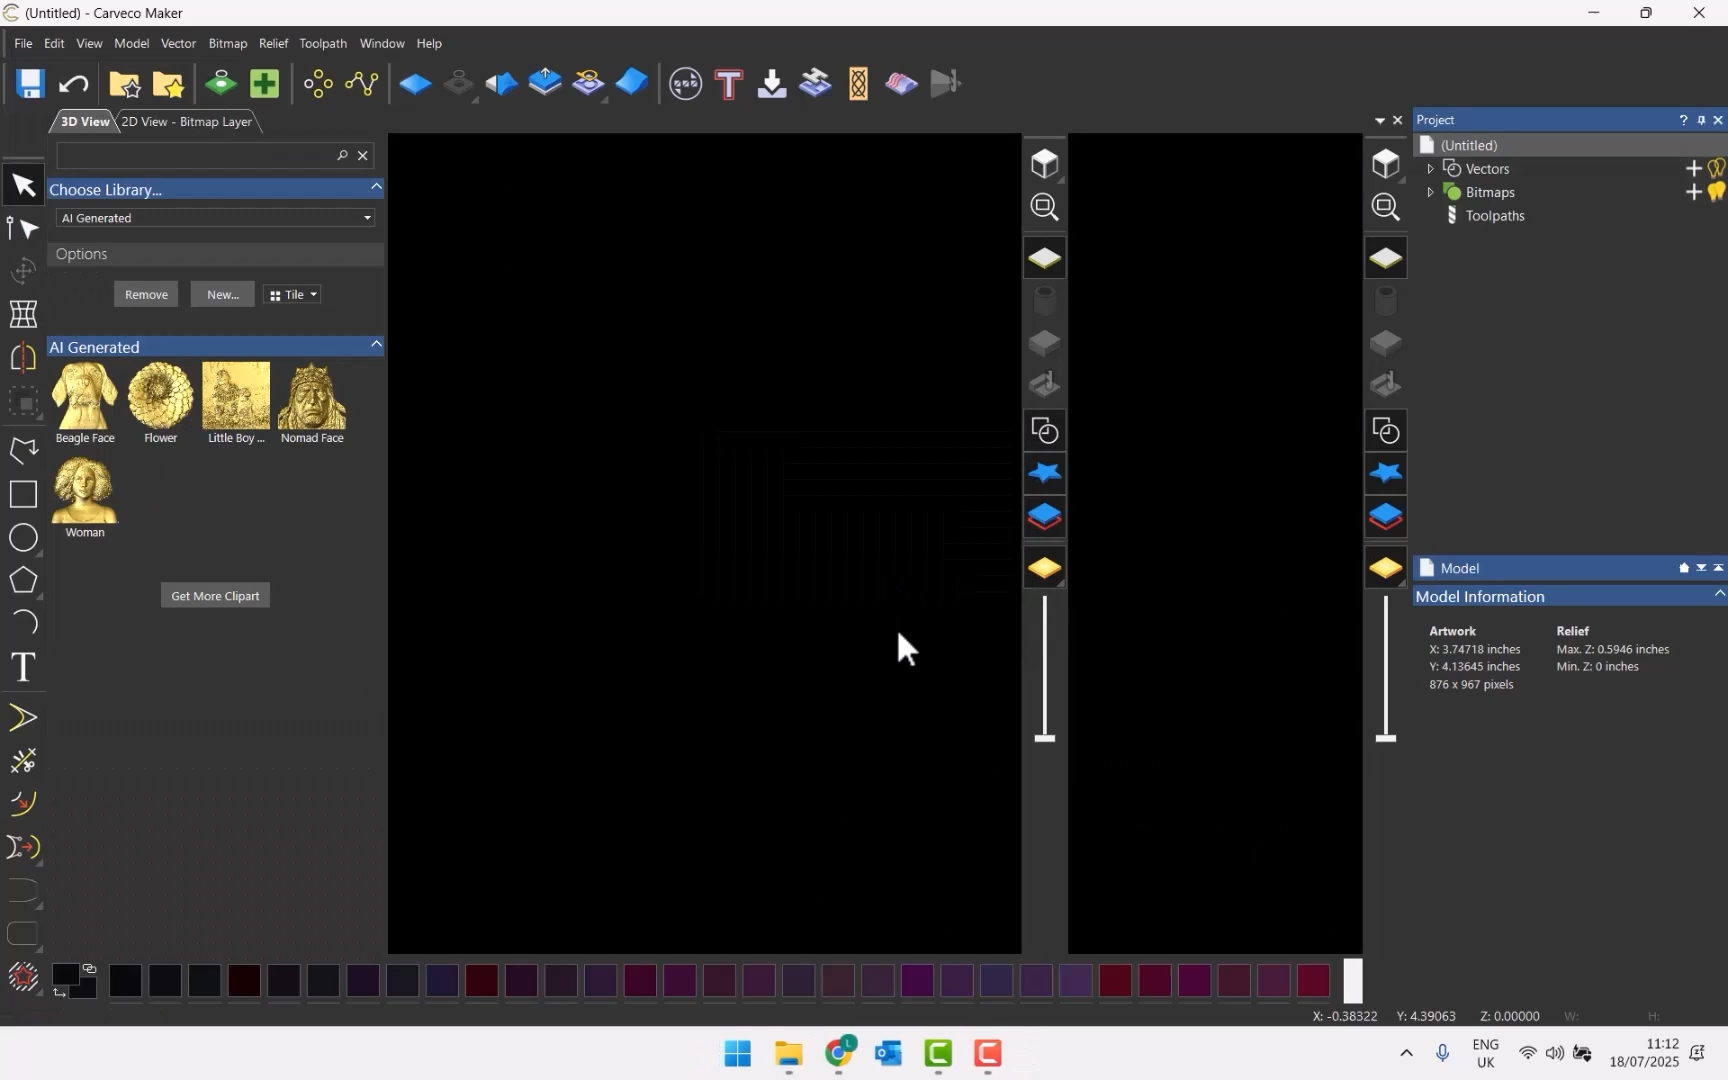 (Untitled) - Carveco Maker
File Edit View Model Vector Bitmap Relief Toolpath Window Help
3D View 2D View - Bitmap Layer
Choose Library...
AI Generated
Options
Remove New... Tile
AI Generated
Beagle Face Flower Little Boy ... Nomad Face
Woman
Get More Clipart
Project
(Untitled)
Vectors
Bitmaps
Toolpaths
Model
Model Information
Artwork Relief
X: 3.74718 inches Max. Z: 0.5946 inches
Y: 4.13645 inches Min. Z: 0 inches
876 x 967 pixels
X: -0.38322 Y: 4.39063 Z: 0.00000 W: H:
L
ENG
UK
11:12
18/07/2025